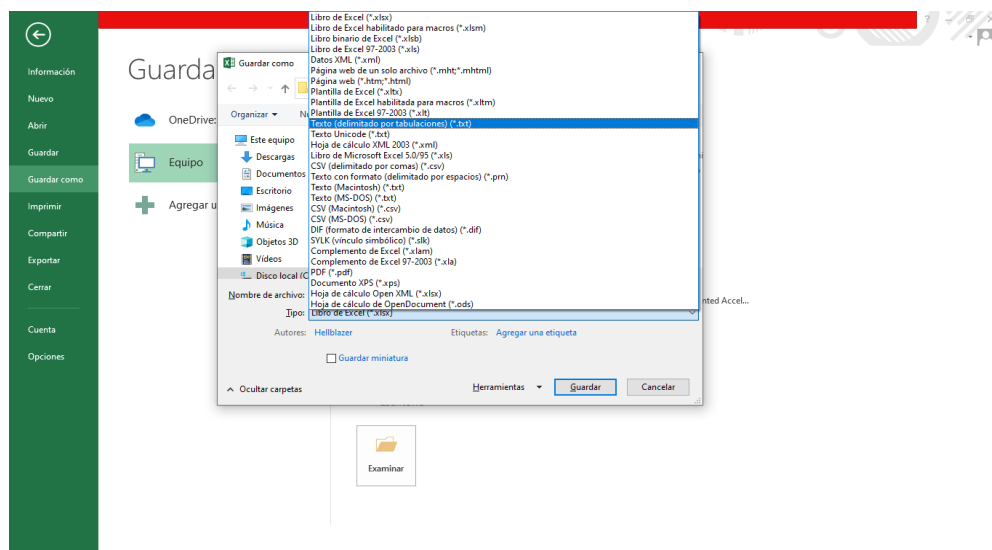 Información
Nuevo
Abrir
Guardar
Guardar como
Imprimir
Compartir
Exportar
Cerrar
Cuenta
Opciones
Guarda
OneDrive:
Equipo
Agregar u
Guardar como
Organizar
Este equipo
Descargas
Documentos
Escritorio
Imágenes
Música
Objetos 3D
Vídeos
Disco local (C
Libro de Excel (*.xlsx)
Libro de Excel habilitado para macros (*.xlsm)
Libro binario de Excel (*.xlsb)
Libro de Excel 97-2003 (*.xls)
Datos XML (*.xml)
Página web de un solo archivo (*.mht;*.mhtml)
Página web (*.htm;*.html)
Plantilla de Excel (*.xltx)
Plantilla de Excel habilitada para macros (*.xltm)
Plantilla de Excel 97-2003 (*.xlt)
Texto (delimitado por tabulaciones) (*.txt)
Texto Unicode (*.txt)
Hoja de cálculo XML 2003 (*.xml)
Libro de Microsoft Excel 5.0/95 (*.xls)
CSV (delimitado por comas) (*.csv)
Texto con formato (delimitado por espacios) (*.prn)
Texto (Macintosh) (*.txt)
Texto (MS-DOS) (*.txt)
CSV (Macintosh) (*.csv)
CSV (MS-DOS) (*.csv)
DIF (formato de intercambio de datos) (*.dif)
SYLK (vínculo simbólico) (*.slk)
Complemento de Excel (*.xlam)
Complemento de Excel 97-2003 (*.xla)
PDF (*.pdf)
Documento XPS (*.xps)
Hoja de cálculo Open XML (*.xlsx)
Hoja de cálculo de OpenDocument (*.ods)
Nombre de archivo:
Tipo: Libro de Excel (*.xlsx)
Autores: Hellblazer
Etiquetas: Agregar una etiqueta
Guardar miniatura
Ocultar carpetas
Herramientas
Guardar
Cancelar
nted Accel...
Examinar